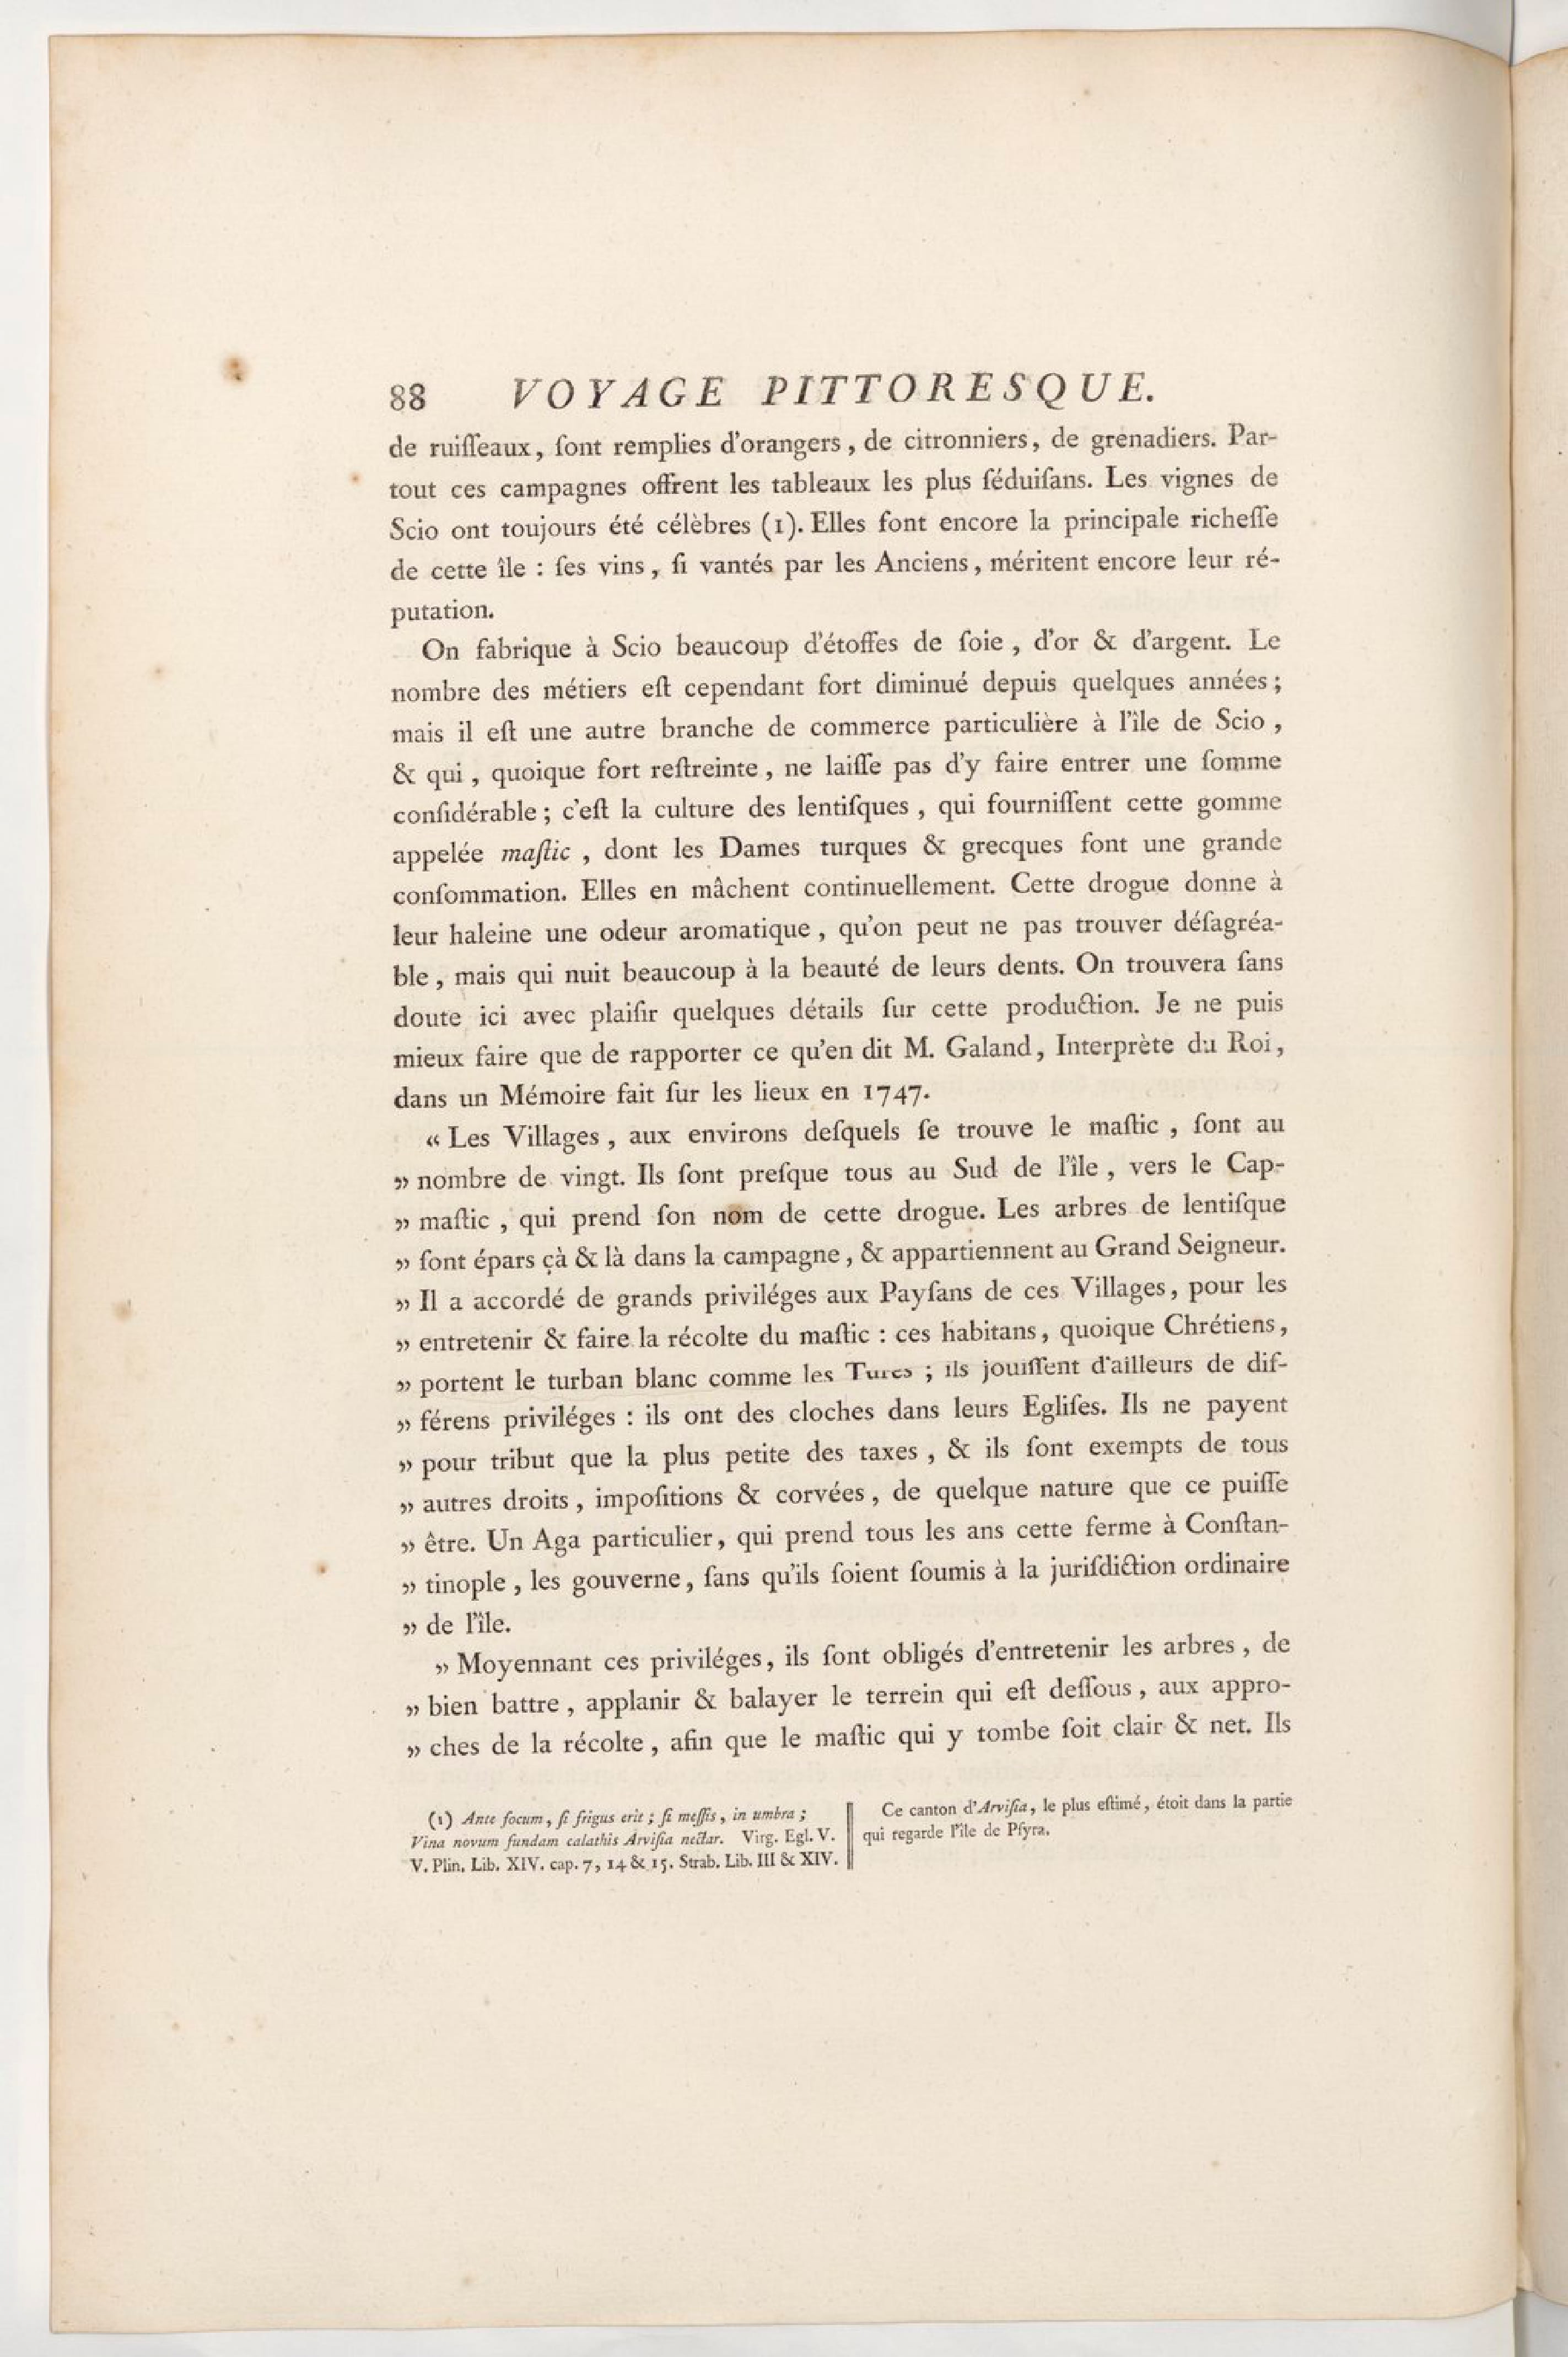 88 VOYAGE PITTORESQUE.
de ruiſſeaux, ſont remplies d'orangers, de citronniers, de grenadiers. Par-
tout ces campagnes offrent les tableaux les plus ſéduiſans. Les vignes de
Scio ont toujours été célèbres (1). Elles font encore la principale richeſſe
de cette île : ſes vins, ſi vantés par les Anciens, méritent encore leur ré-
putation.
On fabrique à Scio beaucoup d'étoffes de ſoie, d'or & d'argent. Le
nombre des métiers eſt cependant fort diminué depuis quelques années;
mais il eſt une autre branche de commerce particulière à l'île de Scio,
& qui, quoique fort reſtreinte, ne laiſſe pas d'y faire entrer une ſomme
conſidérable; c'eſt la culture des lentiſques, qui fourniſſent cette gomme
appelée maſtic, dont les Dames turques & grecques font une grande
conſommation. Elles en mâchent continuellement. Cette drogue donne à
leur haleine une odeur aromatique, qu'on peut ne pas trouver déſagréa-
ble, mais qui nuit beaucoup à la beauté de leurs dents. On trouvera ſans
doute ici avec plaiſir quelques détails ſur cette production. Je ne puis
mieux faire que de rapporter ce qu'en dit M. Galand, Interprète du Roi,
dans un Mémoire fait ſur les lieux en 1747.
« Les Villages, aux environs deſquels ſe trouve le maſtic, ſont au
» nombre de vingt. Ils ſont preſque tous au Sud de l'île, vers le Cap-
» maſtic, qui prend ſon nom de cette drogue. Les arbres de lentiſque
» ſont épars çà & là dans la campagne, & appartiennent au Grand Seigneur.
» Il a accordé de grands priviléges aux Payſans de ces Villages, pour les
» entretenir & faire la récolte du maſtic : ces habitans, quoique Chrétiens,
» portent le turban blanc comme les Turcs; ils jouiſſent d'ailleurs de dif-
» férens priviléges : ils ont des cloches dans leurs Egliſes. Ils ne payent
» pour tribut que la plus petite des taxes, & ils ſont exempts de tous
» autres droits, impoſitions & corvées, de quelque nature que ce puiſſe
» être. Un Aga particulier, qui prend tous les ans cette ferme à Conſtan-
» tinople, les gouverne, ſans qu'ils ſoient ſoumis à la juriſdiction ordinaire
» de l'île.
» Moyennant ces priviléges, ils ſont obligés d'entretenir les arbres, de
» bien battre, applanir & balayer le terrein qui eſt deſſous, aux appro-
» ches de la récolte, afin que le maſtic qui y tombe ſoit clair & net. Ils
(1) Ante focum, ſi frigus erit; ſi meſſis, in umbra;
Vina novum fundam calathis Arviſia nectar. Virg. Egl. V.
V. Plin. Lib. XIV. cap. 7, 14 & 15. Strab. Lib. III & XIV.
Ce canton d'Arviſia, le plus eſtimé, étoit dans la partie
qui regarde l'île de Pſyra.